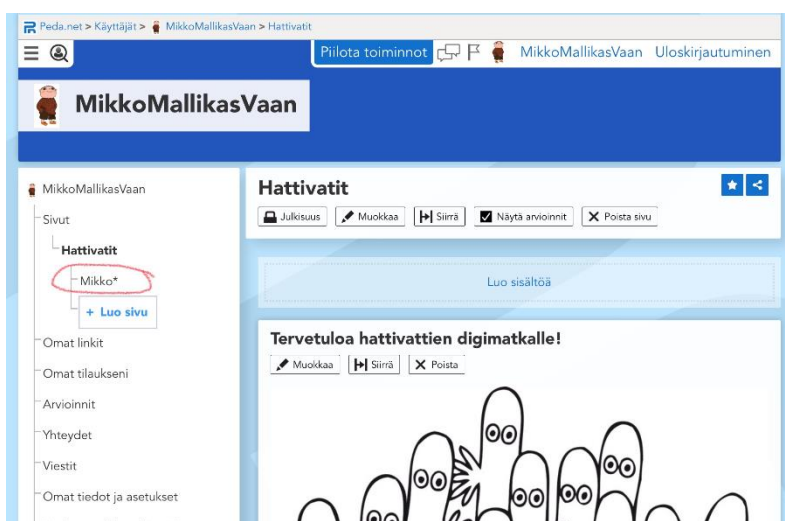 Peda.net > Käyttäjät > MikkoMallikasVaan > Hattivatit
Piilota toiminnot MikkoMallikasVaan Uloskirjautuminen
MikkoMallikasVaan
MikkoMallikasVaan
Sivut
Hattivatit
Mikko*
+ Luo sivu
Omat linkit
Omat tilaukseni
Arvioinnit
Yhteydet
Viestit
Omat tiedot ja asetukset
Hattivatit
Julkisuus Muokkaa Siirrä Näytä arvioinnit Poista sivu
Luo sisältöä
Tervetuloa hattivattien digimatkalle!
Muokkaa Siirrä Poista